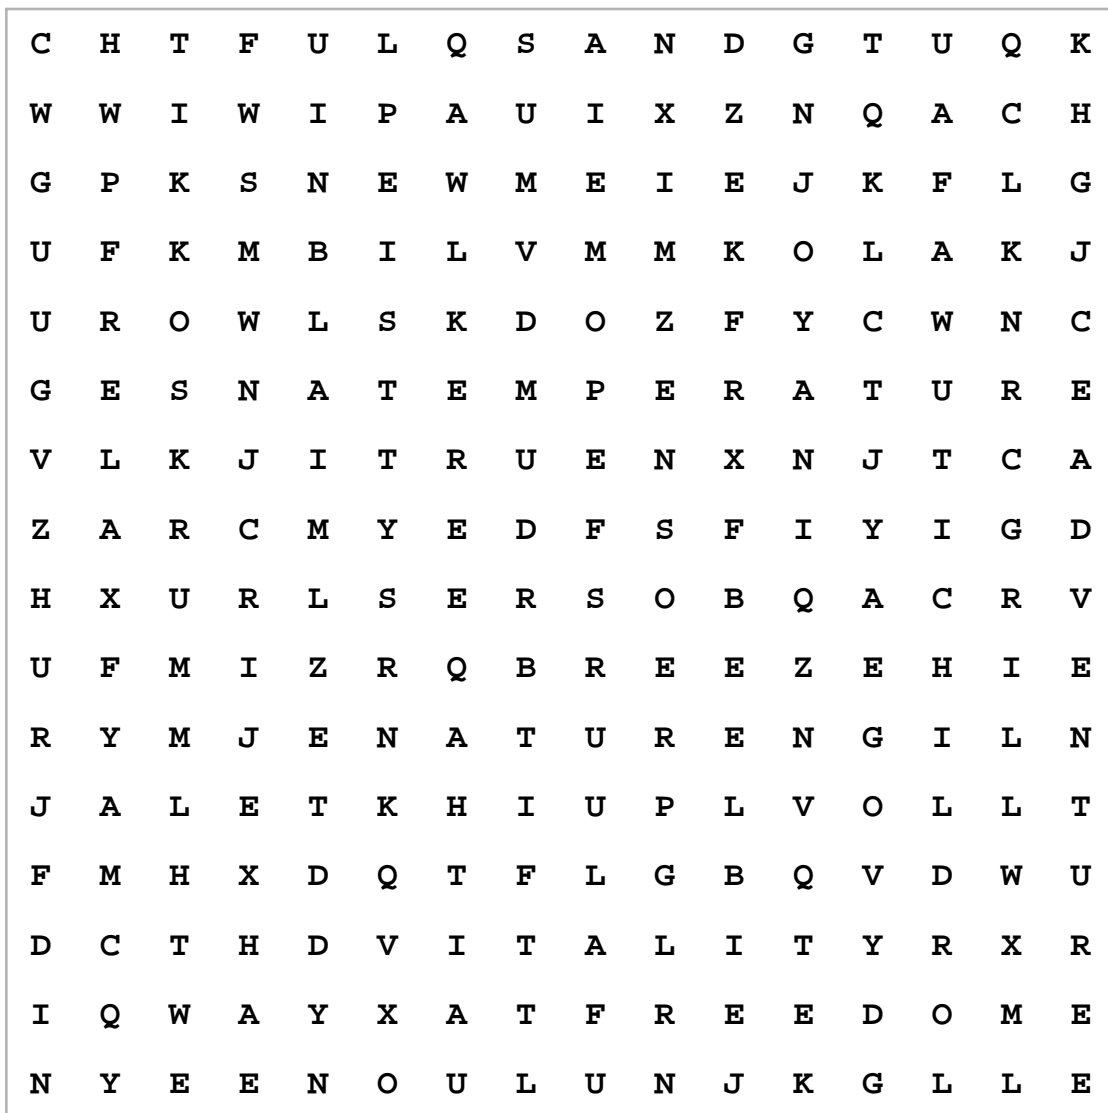 C H T F U L Q S A N D G T U Q K
W W I W I P A U I X Z N Q A C H
G P K S N E W M E I E J K F L G
U F K M B I L V M M K O L A K J
U R O W L S K D O Z F Y C W N C
G E S N A T E M P E R A T U R E
V L K J I T R U E N X N J T C A
Z A R C M Y E D F S F I Y I G D
H X U R L S E R S O B Q A C R V
U F M I Z R Q B R E E Z E H I E
R Y M J E N A T U R E N G I L N
J A L E T K H I U P L V O L L T
F M H X D Q T F L G B Q V D W U
D C T H D V I T A L I T Y R X R
I Q W A Y X A T F R E E D O M E
N Y E E N O U L U N J K G L L E